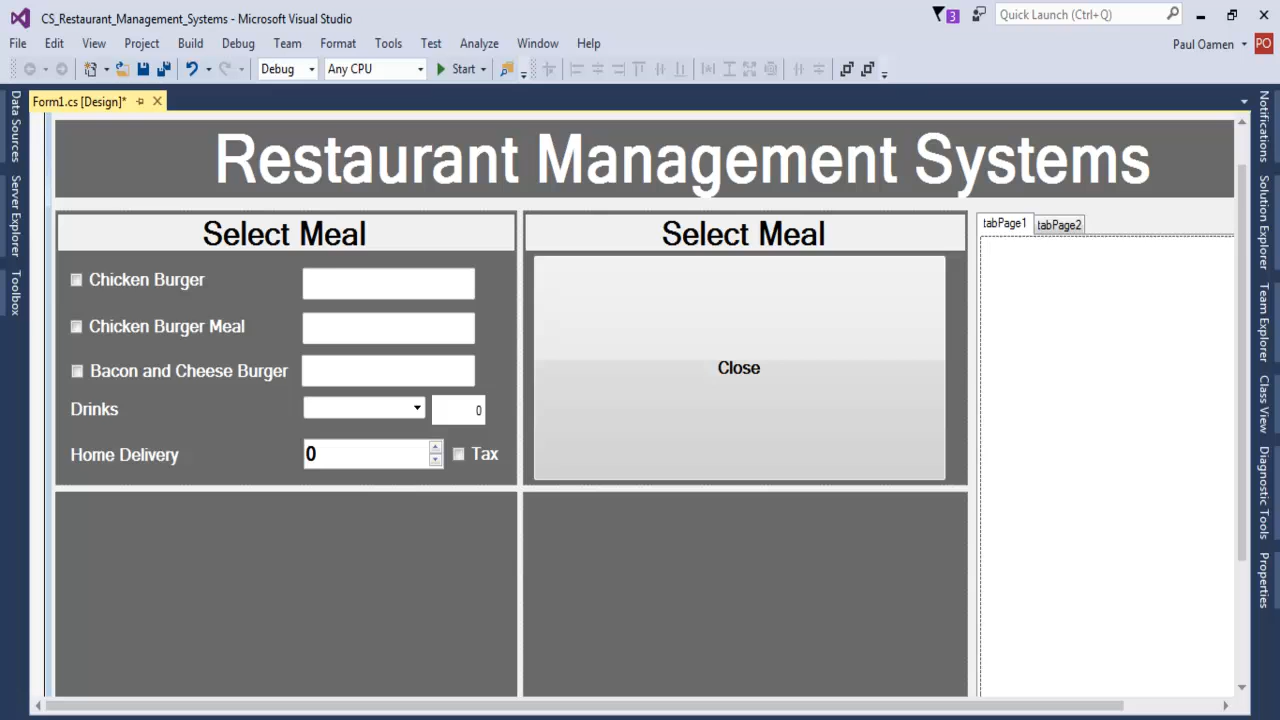 CS_Restaurant_Management_Systems - Microsoft Visual Studio
3
Quick Launch (Ctrl+Q)
File Edit View Project Build Debug Team Format Tools Test Analyze Window Help
Paul Oamen PO
Debug Any CPU Start
Form1.cs [Design]*
Data Sources
Server Explorer
Toolbox
Restaurant Management Systems
Select Meal
Chicken Burger
Chicken Burger Meal
Bacon and Cheese Burger
Drinks 0
Home Delivery 0 Tax
Select Meal
Close
tabPage1 tabPage2
Notifications
Solution Explorer
Team Explorer
Class View
Diagnostic Tools
Properties